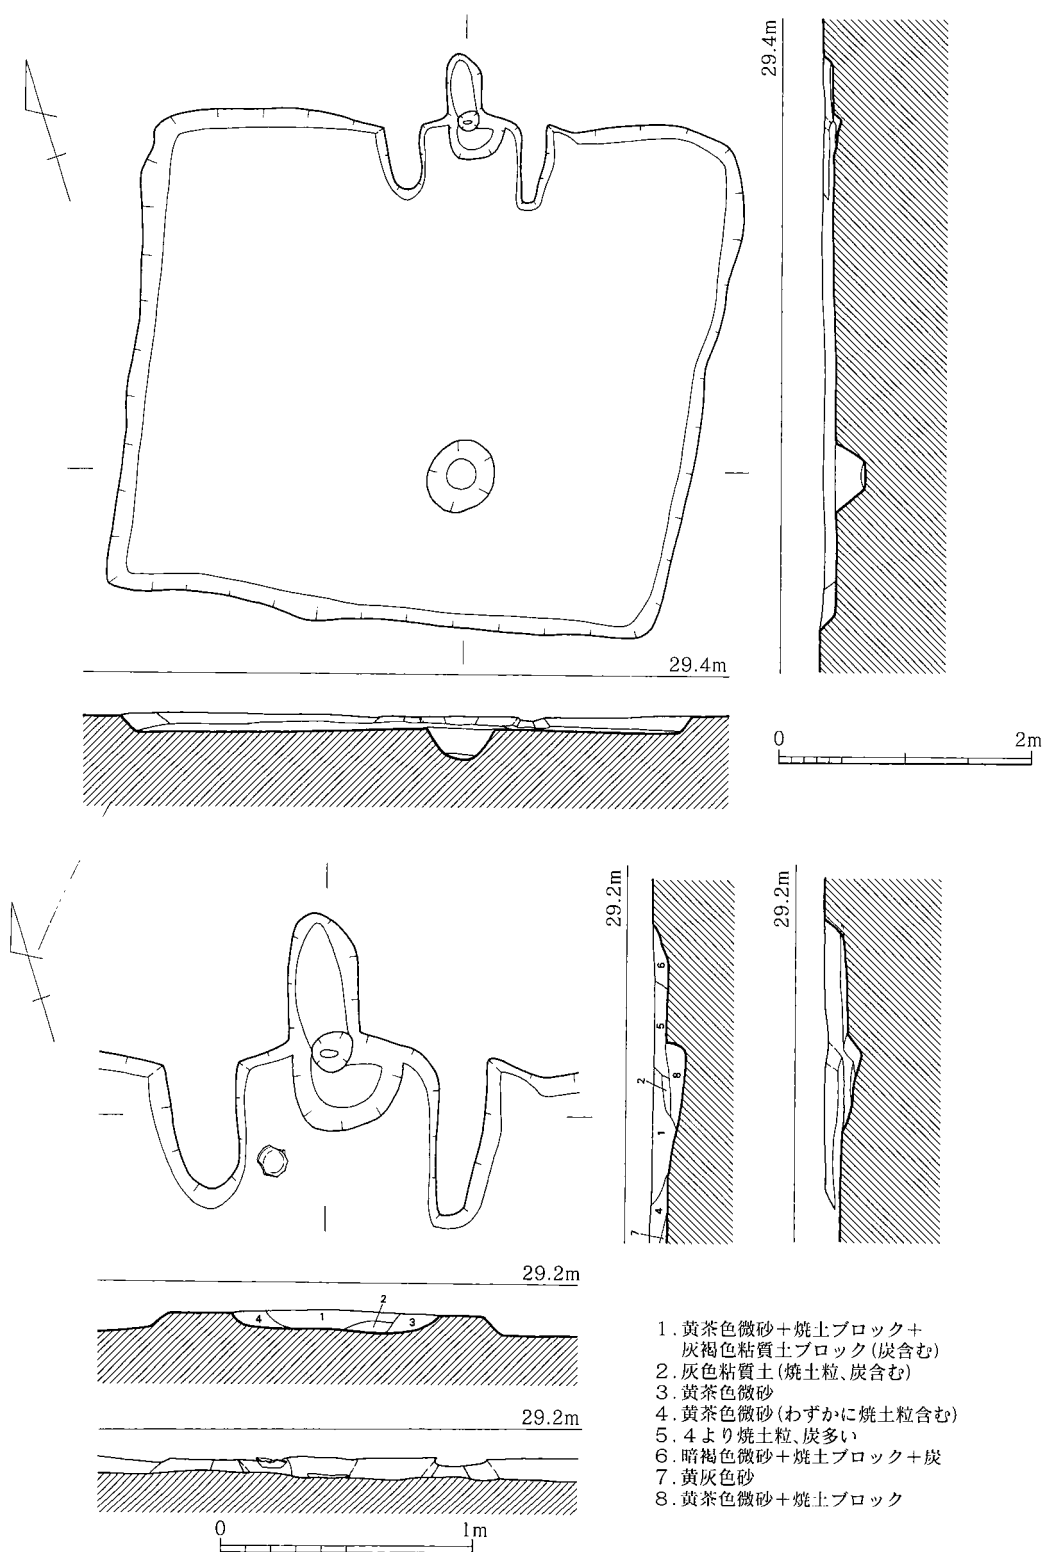 29.4m
29.4m
0 2m
29.2m
6
5
2
8
1
4
7
29.2m
29.2m
2
4 1 3
29.2m
0 1m
1. 黄茶色微砂+焼土ブロック+
灰褐色粘質土ブロック(炭含む)
2. 灰色粘質土(焼土粒、炭含む)
3. 黄茶色微砂
4. 黄茶色微砂(わずかに焼土粒含む)
5. 4より焼土粒、炭多い
6. 暗褐色微砂+焼土ブロック+炭
7. 黄灰色砂
8. 黄茶色微砂+焼土ブロック